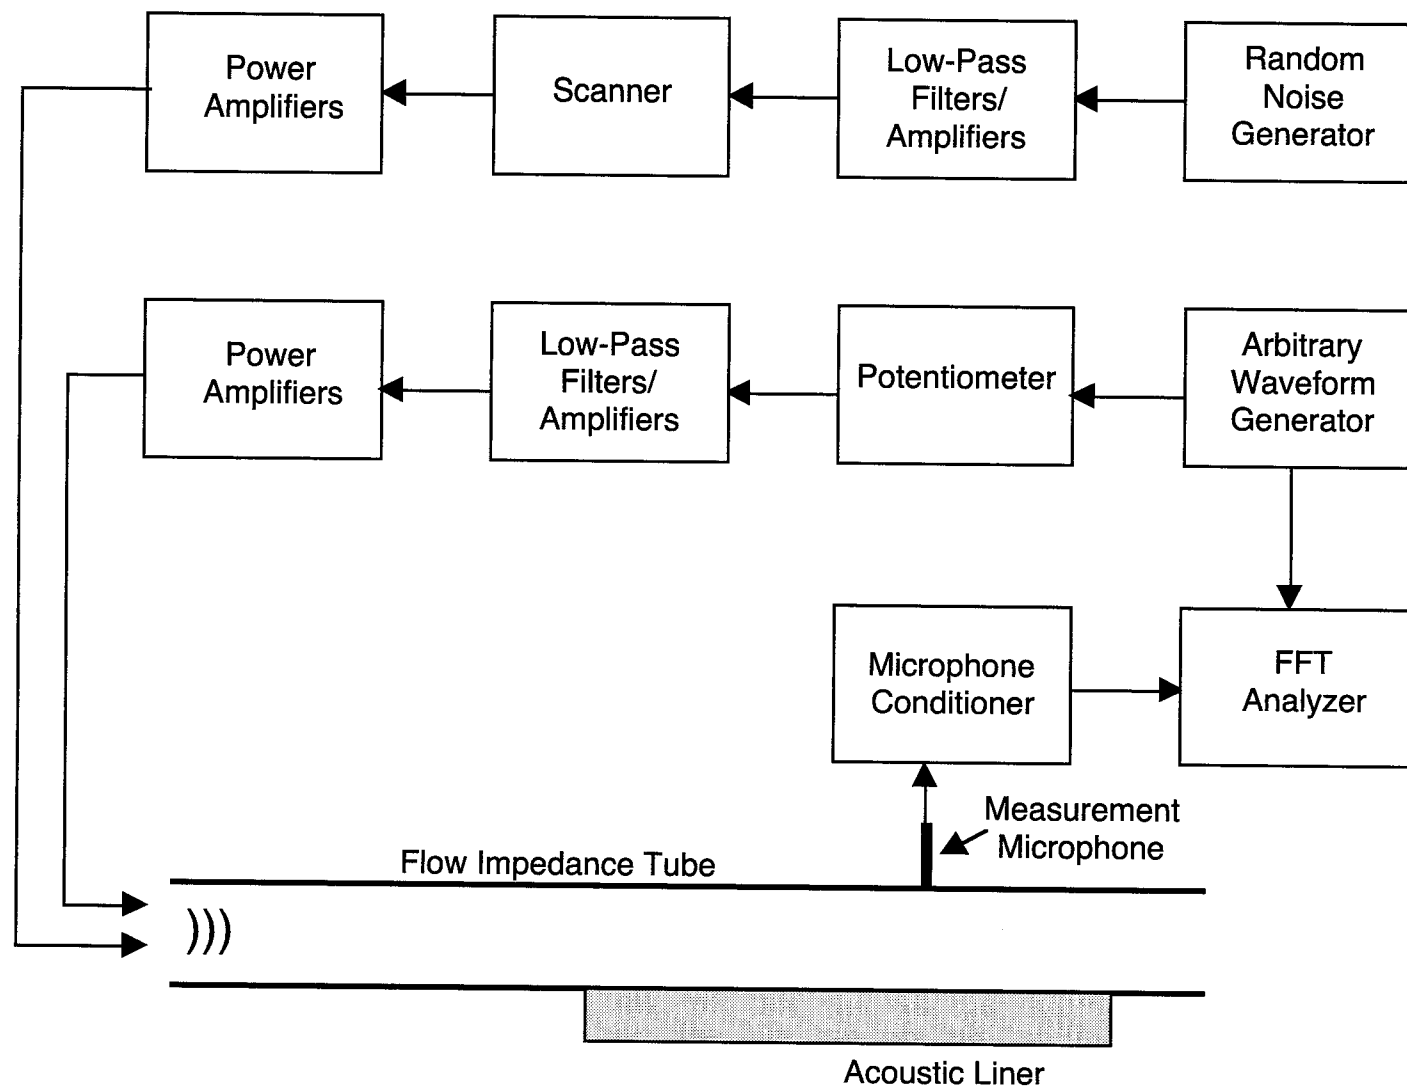 Power
Amplifiers
Scanner
Low-Pass
Filters/
Amplifiers
Random
Noise
Generator
Power
Amplifiers
Low-Pass
Filters/
Amplifiers
Potentiometer
Arbitrary
Waveform
Generator
Microphone
Conditioner
FFT
Analyzer
Measurement
Microphone
Flow Impedance Tube
)))
Acoustic Liner